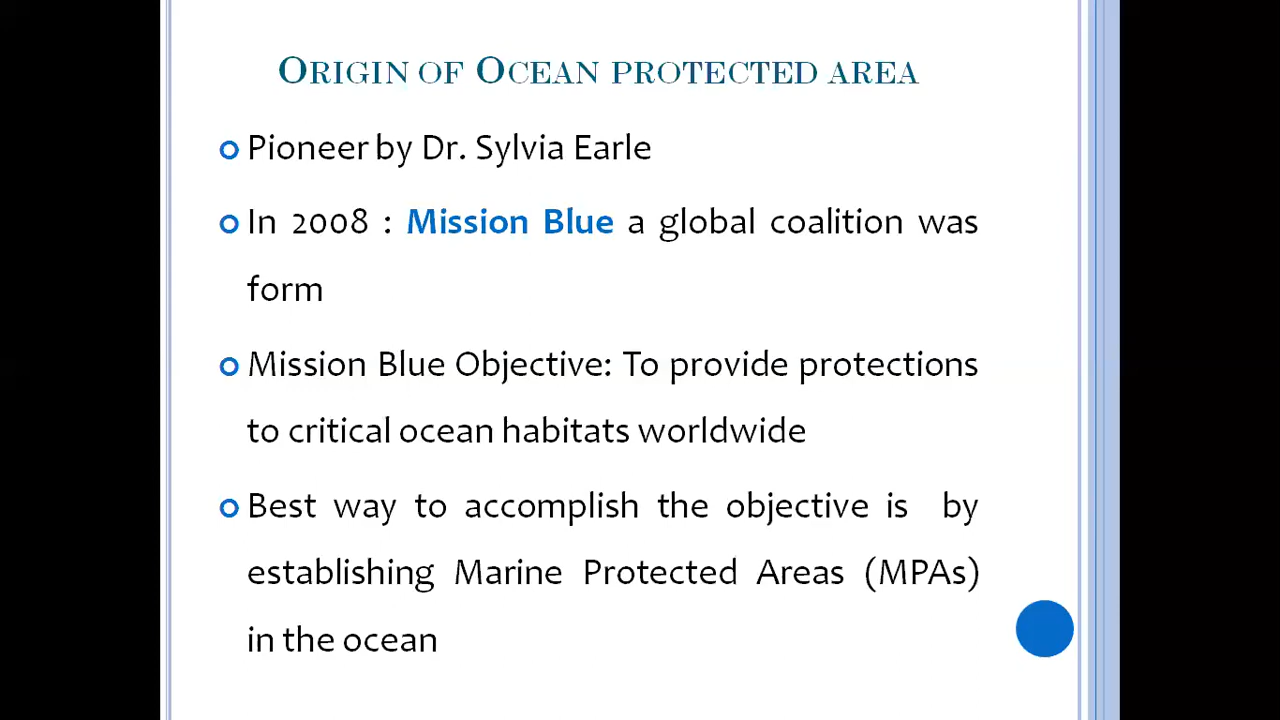 Origin of Ocean protected area
Pioneer by Dr. Sylvia Earle
In 2008 : Mission Blue a global coalition was
form
Mission Blue Objective: To provide protections
to critical ocean habitats worldwide
Best way to accomplish the objective is by
establishing Marine Protected Areas (MPAs)
in the ocean